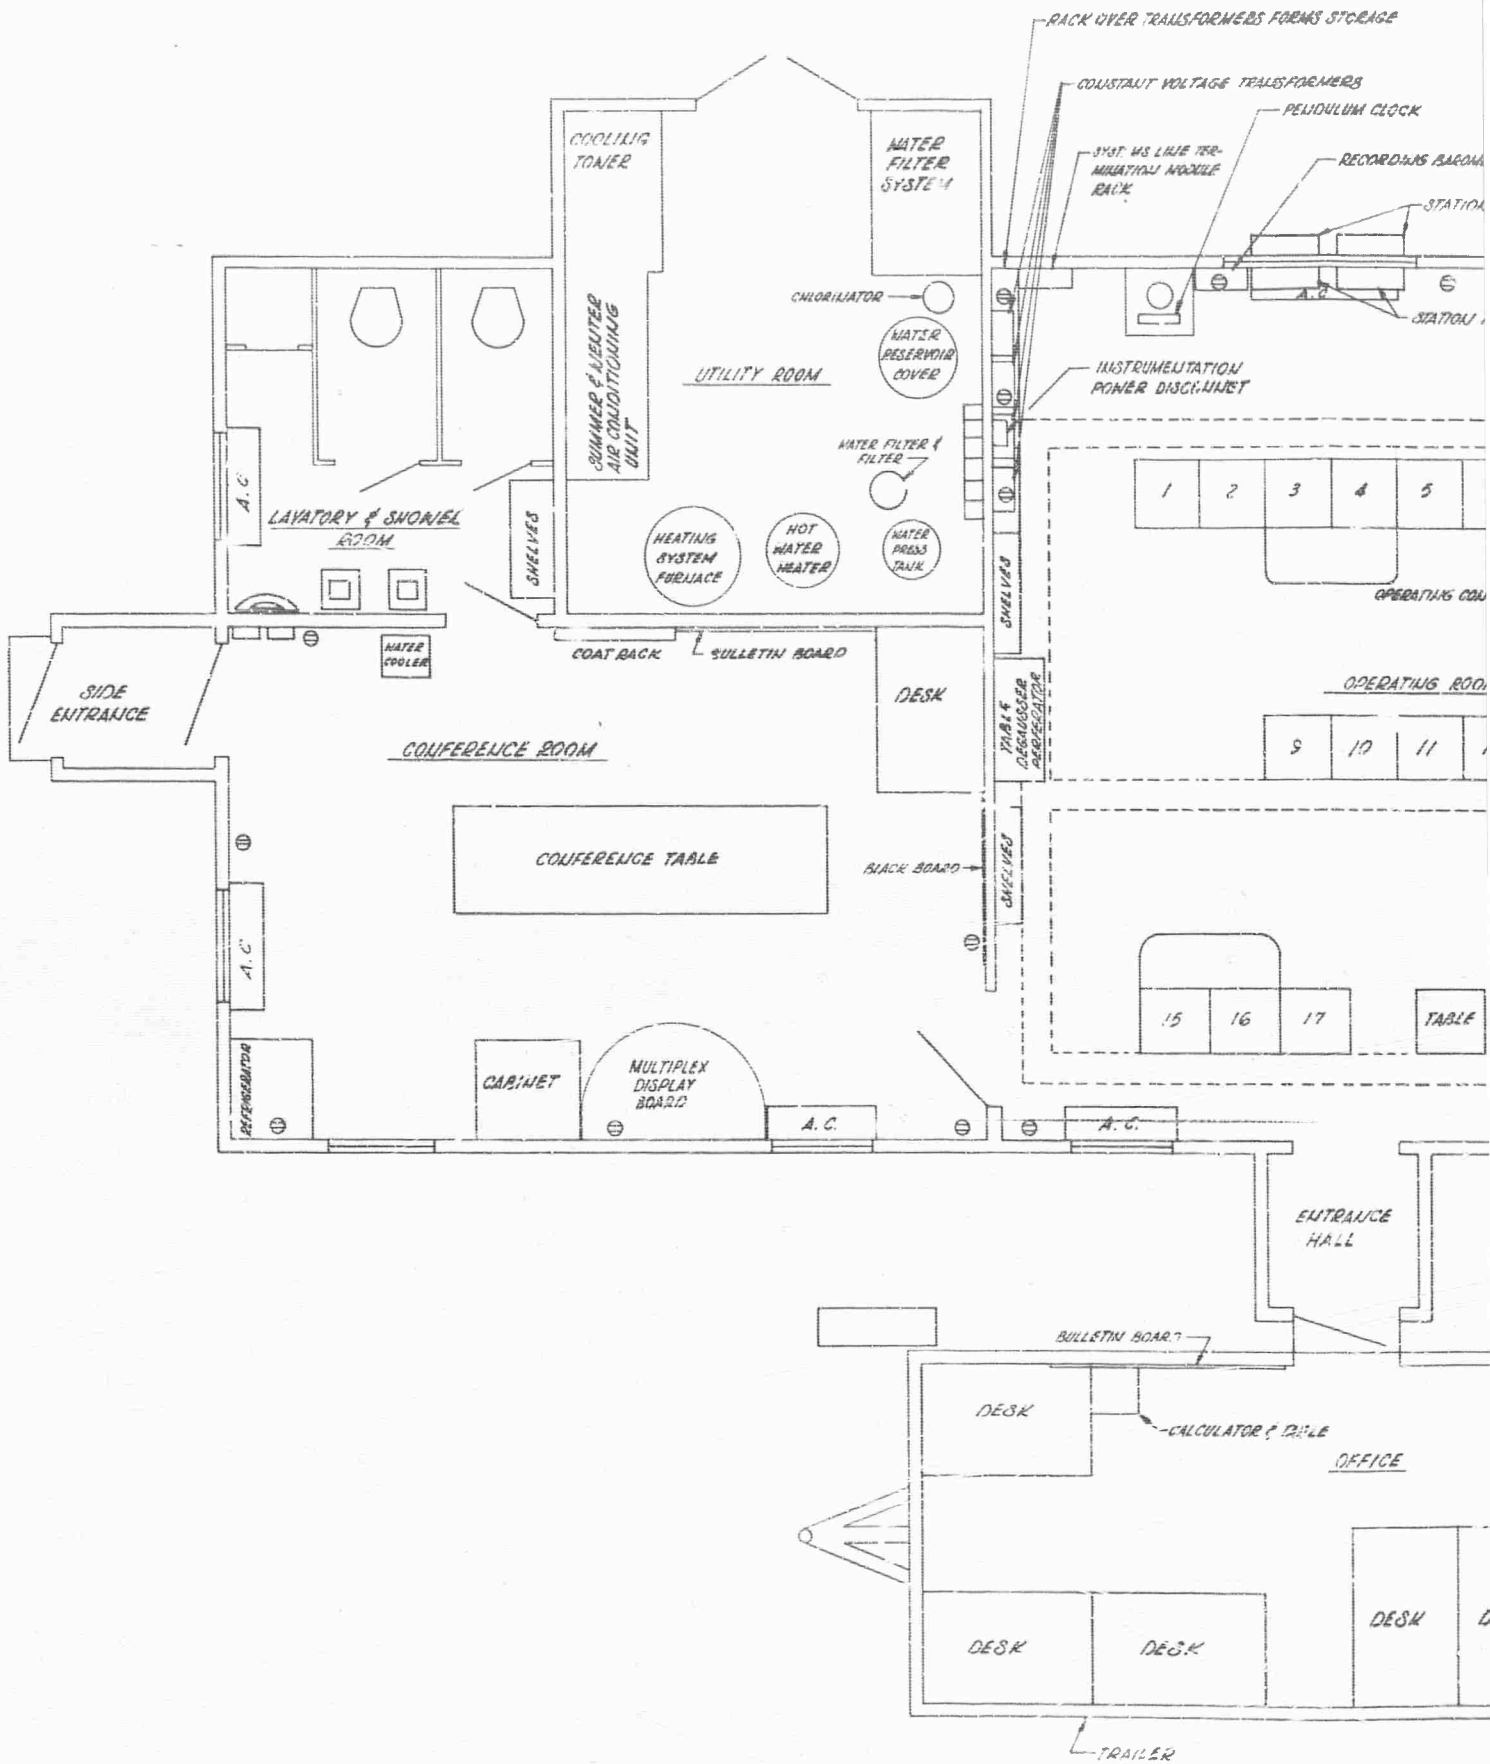 RACK OVER TRANSFORMERS FORMS STORAGE
CONSTANT VOLTAGE TRANSFORMERS
PENDULUM CLOCK
SYST. MS LINE TER-
MINATION MODULE
RACK
RECORDING BAROM
STATION
COOLING
TOWER
WATER
FILTER
SYSTEM
CHLORINATOR
A.C
STATION
WATER
RESERVOIR
COVER
SUMMER & WINTER
AIR CONDITIONING
UNIT
UTILITY ROOM
INSTRUMENTATION
POWER DISCONNET
WATER FILTER &
FILTER
A.C
1
2
3
4
5
LAVATORY & SHOWER
ROOM
SHELVES
HEATING
SYSTEM
FURNACE
HOT
WATER
HEATER
WATER
PRESS
TANK
SHELVES
OPERATING CON
WATER
COOLER
COAT RACK
BULLETIN BOARD
SIDE
ENTRANCE
DESK
TABLE
DEGAUSSER
PERFERATOR
OPERATING ROO
CONFERENCE ROOM
9
10
11
CONFERENCE TABLE
BLACK BOARD
SHELVES
A.C
15
16
17
TABLE
REFRIGERATOR
CABINET
MULTIPLEX
DISPLAY
BOARD
A.C.
A.C.
ENTRANCE
HALL
BULLETIN BOARD
DESK
CALCULATOR & TABLE
OFFICE
DESK
DESK
DESK
D
TRAILER